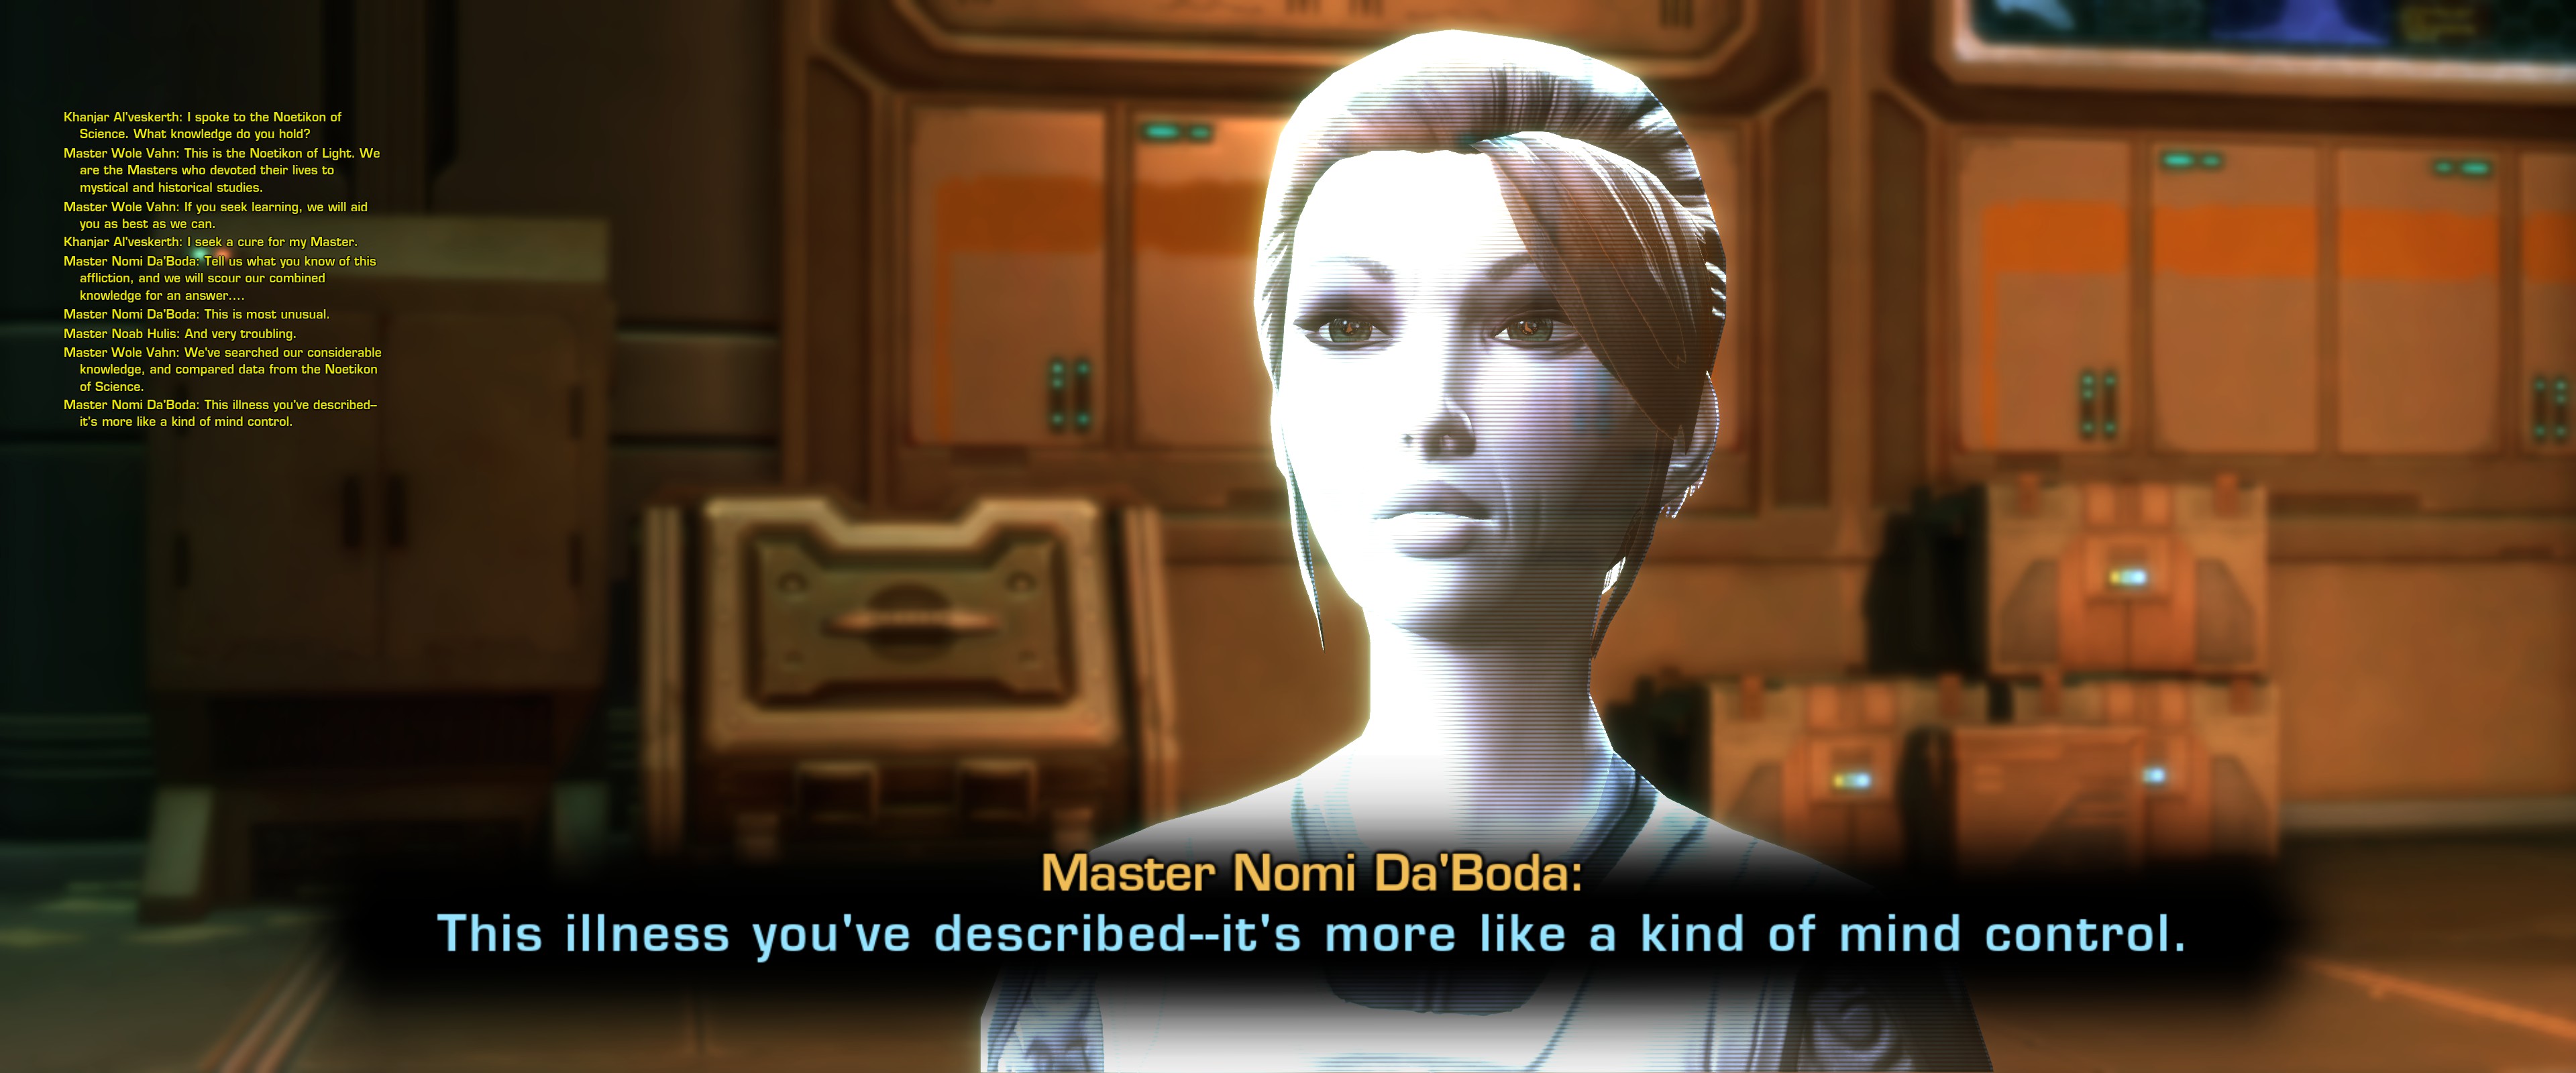 Khanjar Al'veskerth: I spoke to the Noetikon of
Science. What knowledge do you hold?
Master Wole Vahn: This is the Noetikon of Light. We
are the Masters who devoted their lives to
mystical and historical studies.
Master Wole Vahn: If you seek learning, we will aid
you as best as we can.
Khanjar Al'veskerth: I seek a cure for my Master.
Master Nomi Da'Boda: Tell us what you know of this
affliction, and we will scour our combined
knowledge for an answer....
Master Nomi Da'Boda: This is most unusual.
Master Noab Hulis: And very troubling.
Master Wole Vahn: We've searched our considerable
knowledge, and compared data from the Noetikon
of Science.
Master Nomi Da'Boda: This illness you've described--
it's more like a kind of mind control.
Master Nomi Da'Boda:
This illness you've described--it's more like a kind of mind control.